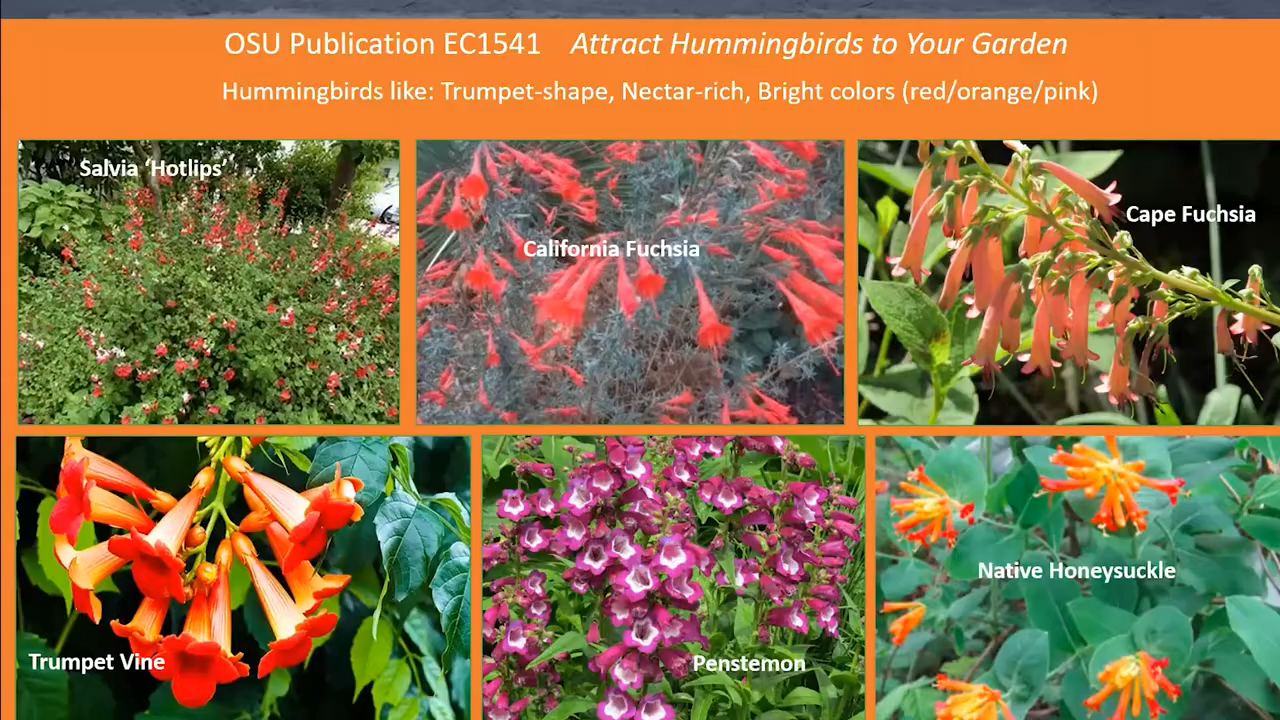 OSU Publication EC1541 Attract Hummingbirds to Your Garden
Hummingbirds like: Trumpet-shape, Nectar-rich, Bright colors (red/orange/pink)
Salvia ‘Hotlips’
California Fuchsia
Cape Fuchsia
Trumpet Vine
Penstemon
Native Honeysuckle